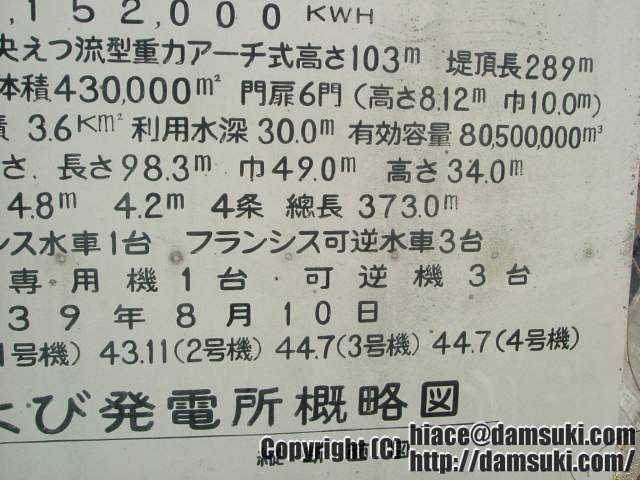 ,152,000 KWH
央えつ流型重力アーチ式高さ103m 堤頂長289m
体積430,000m² 門扉6門(高さ8.12m 巾10.0m)
積 3.6Km² 利用水深 30.0m 有効容量 80,500,000m³
さ、長さ98.3m 巾49.0m 高さ34.0m
4.8m 4.2m 4条 總長 373.0m
シス水車1台 フランシス可逆水車3台
専用機1台・可逆機3台
39年8月10日
1号機) 43.11(2号機) 44.7(3号機) 44.7(4号機)
よび発電所概略図
Copyright (C) hiace@damsuki.com
http://damsuki.com/